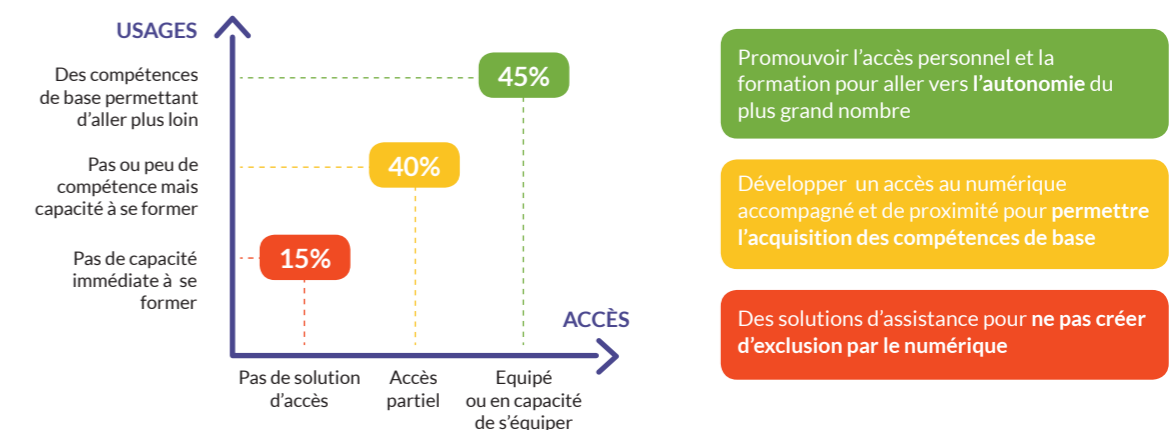 USAGES
Des compétences
de base permettant
d'aller plus loin
45%
Pas ou peu de
compétence mais
capacité à se former
40%
Pas de capacité
immédiate à se
former
15%
ACCÈS
Pas de solution
d'accès
Accès
partiel
Equipé
ou en capacité
de s'équiper
Promouvoir l'accès personnel et la
formation pour aller vers l'autonomie du
plus grand nombre
Développer un accès au numérique
accompagné et de proximité pour permettre
l'acquisition des compétences de base
Des solutions d'assistance pour ne pas créer
d'exclusion par le numérique